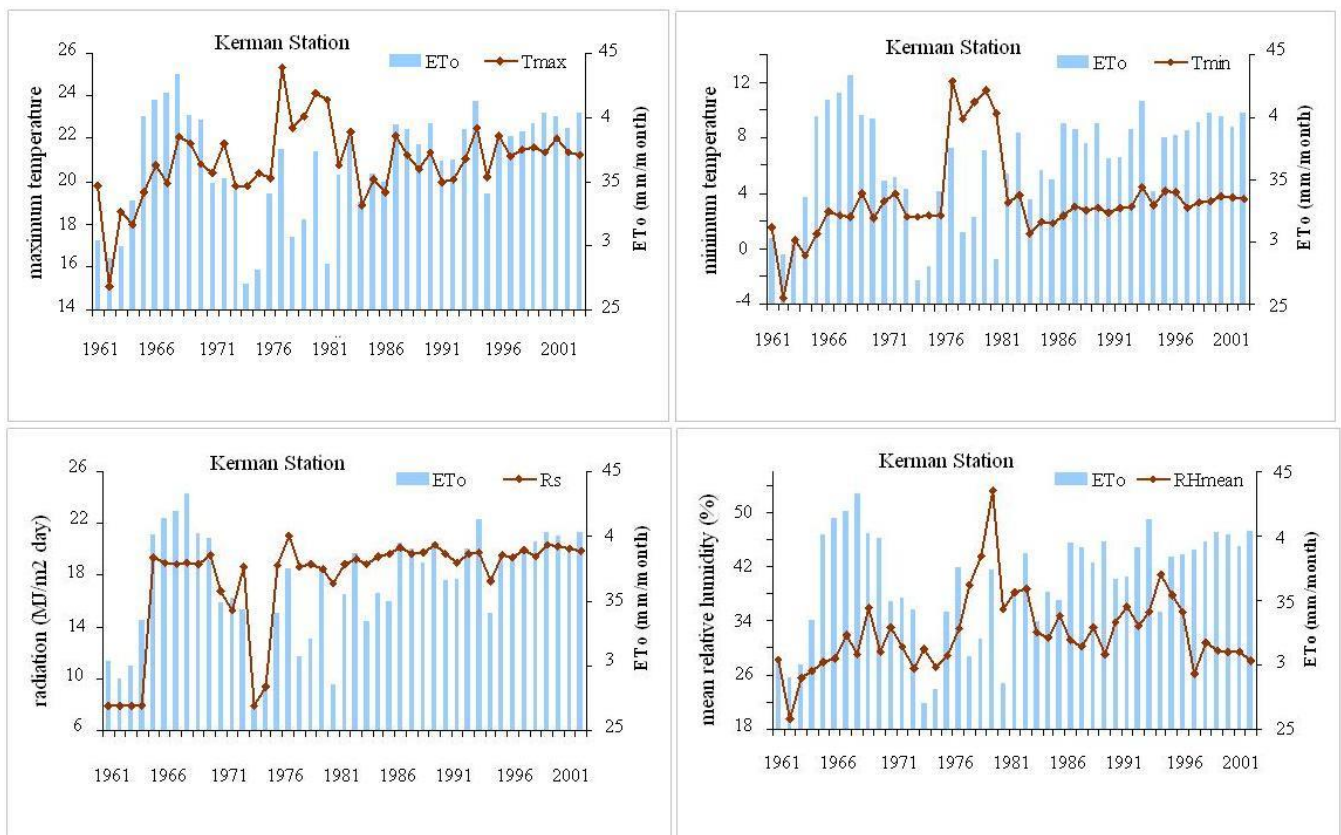 Kerman Station
ETo
Tmax
maximum temperature
26
24
22
20
18
16
14
45
4
35
3
25
ETo (mm/month)
1961 1966 1971 1976 1981 1986 1991 1996 2001
Kerman Station
ETo
Tmin
minimum temperature
12
8
4
0
-4
45
4
35
3
25
ETo (mm/month)
1961 1966 1971 1976 1981 1986 1991 1996 2001
Kerman Station
ETo
Rs
radiation (MJ/m2 day)
26
22
18
14
10
6
45
4
35
3
25
ETo (mm/month)
1961 1966 1971 1976 1981 1986 1991 1996 2001
Kerman Station
ETo
RHmean
mean relative humidity (%)
50
42
34
26
18
45
4
35
3
25
ETo (mm/month)
1961 1966 1971 1976 1981 1986 1991 1996 2001